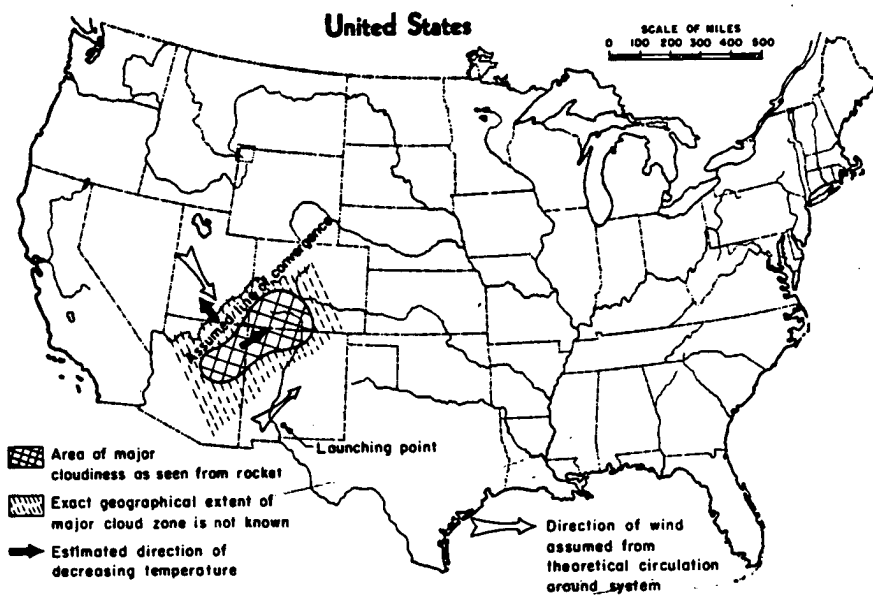 United States
SCALE OF MILES
0 100 200 300 400 500
Assumed line of convergence
Launching point
Area of major
cloudiness as seen from rocket
Exact geographical extent of
major cloud zone is not known
Estimated direction of
decreasing temperature
Direction of wind
assumed from
theoretical circulation
around system